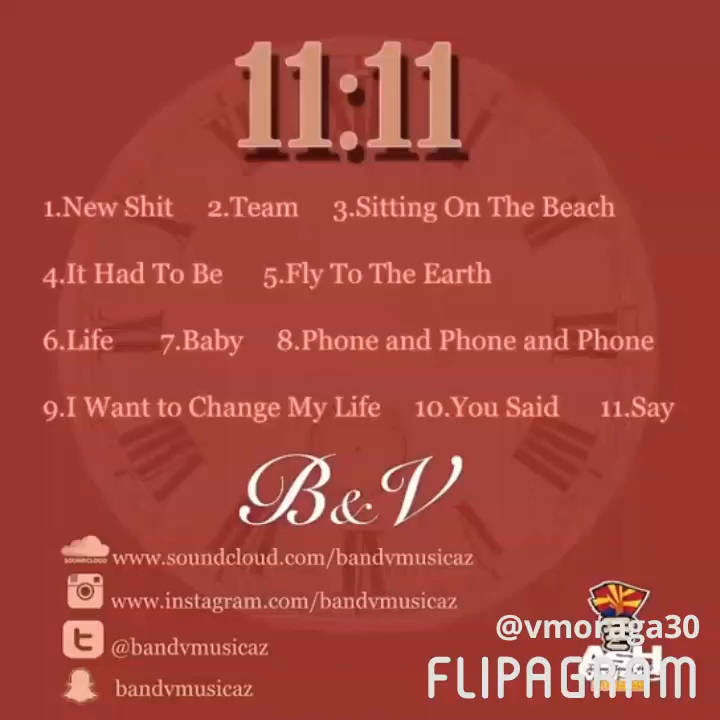 11:11
1.New Shit 2.Team 3.Sitting On The Beach
4.It Had To Be 5.Fly To The Earth
6.Life 7.Baby 8.Phone and Phone and Phone
9.I Want to Change My Life 10.You Said 11.Say
B&V
SOUNDCLOUD www.soundcloud.com/bandvmusicaz
www.instagram.com/bandvmusicaz
@vmoraga30
@bandvmusicaz
FLIPAGRAM
bandvmusicaz